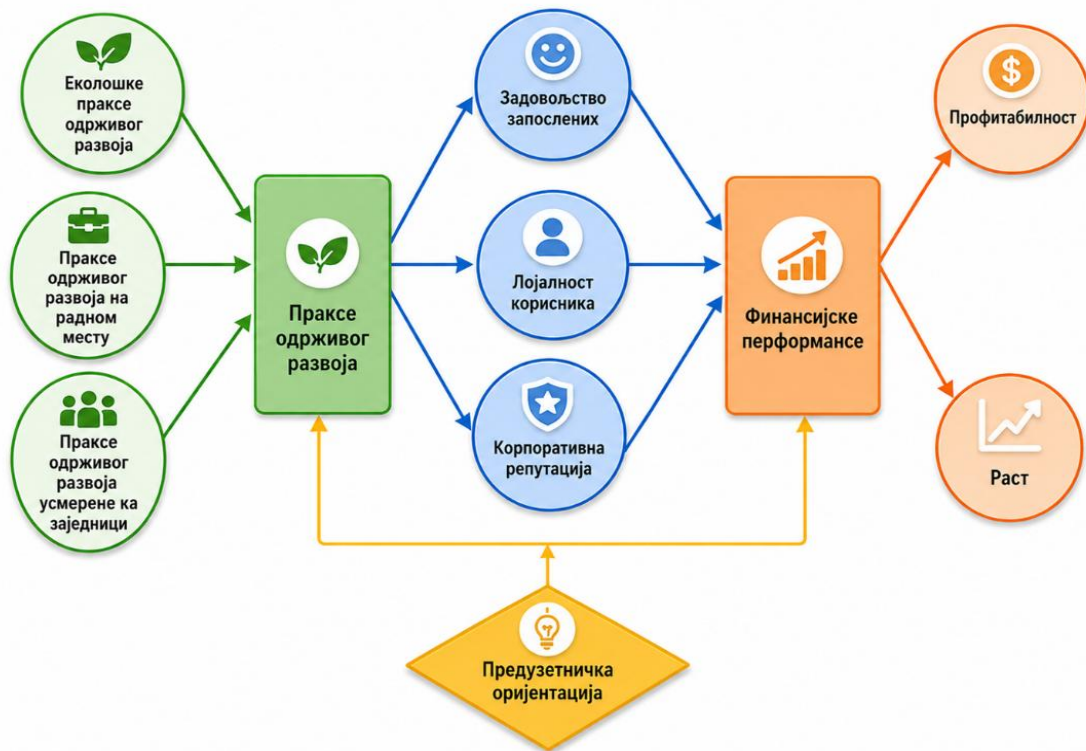 Еколошке
праксе
одрживог
развоја
Праксе
одрживог
развоја на
радном
месту
Праксе
одрживог
развоја
усмерене ка
заједници
Праксе
одрживог
развоја
Задовољство
запослених
Лојалност
корисника
Корпоративна
репутација
Финансијске
перформансе
$
Профитабилност
Раст
Предузетничка
оријентација